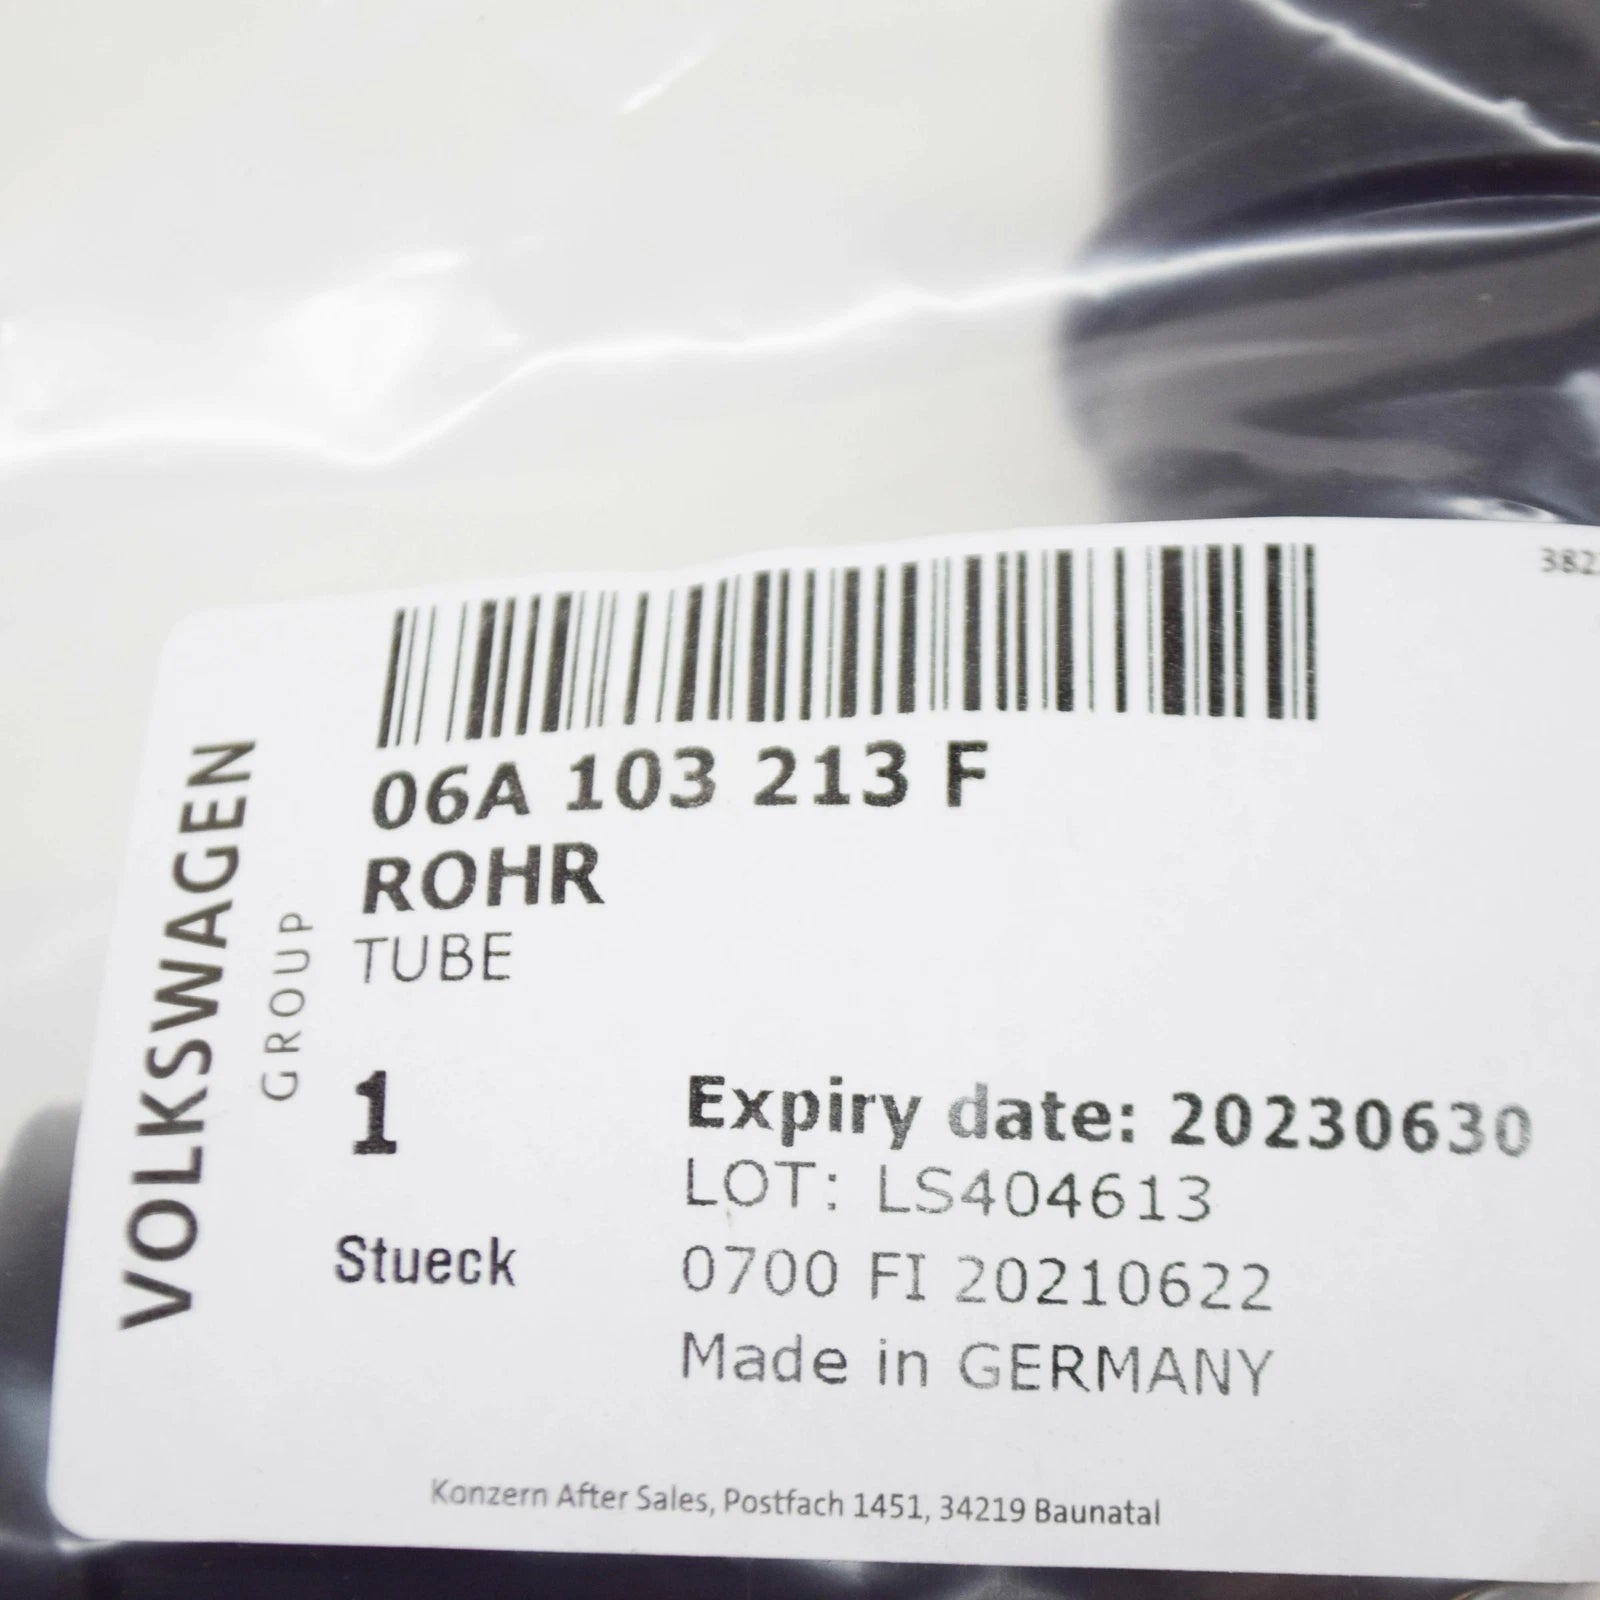 382
06A 103 213 F
ROHR
TUBE
VOLKSWAGEN
GROUP
1
Stueck
Expiry date: 20230630
LOT: LS404613
0700 FI 20210622
Made in GERMANY
Konzern After Sales, Postfach 1451, 34219 Baunatal